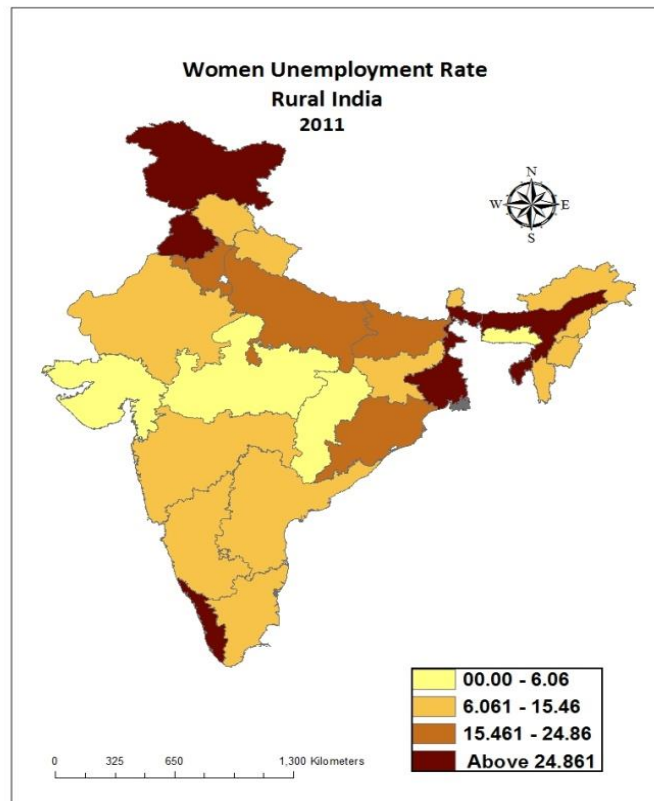 Women Unemployment Rate
Rural India
2011
N
W E
S
00.00 - 6.06
6.061 - 15.46
15.461 - 24.86
Above 24.861
0 325 650 1,300 Kilometers